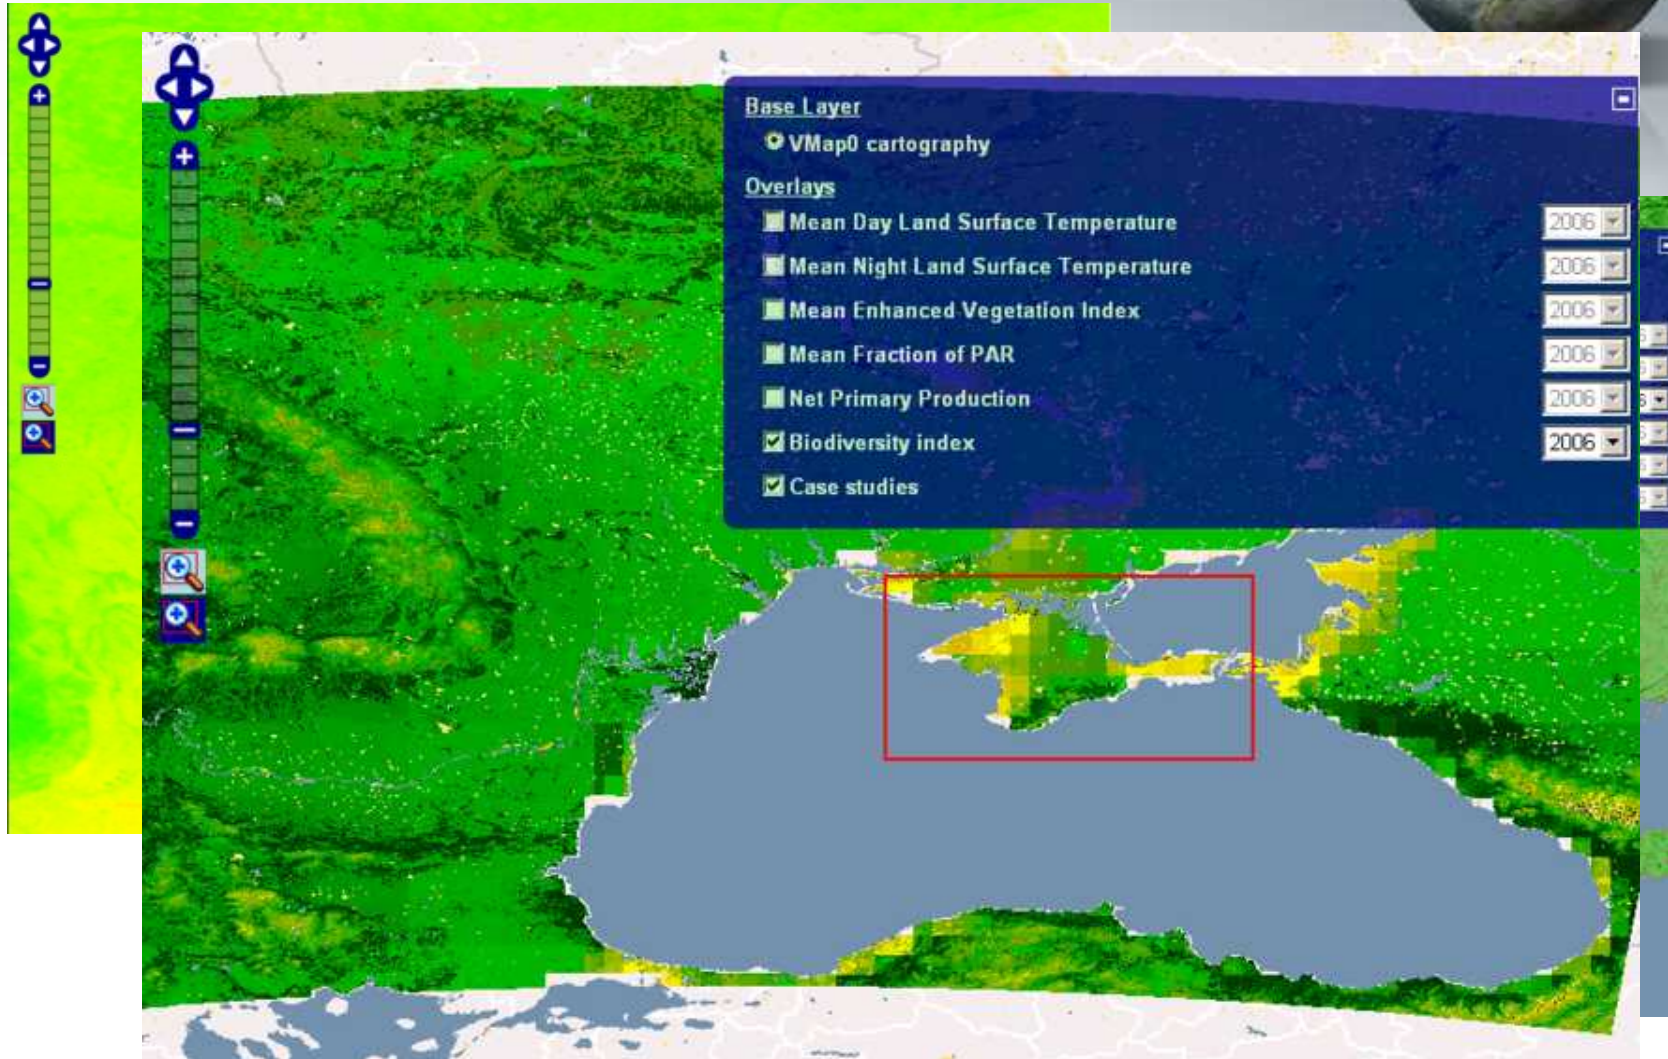 Base Layer
VMap0 cartography
Overlays
Mean Day Land Surface Temperature 2006
Mean Night Land Surface Temperature 2006
Mean Enhanced Vegetation Index 2006
Mean Fraction of PAR 2006
Net Primary Production 2006
Biodiversity index 2006
Case studies